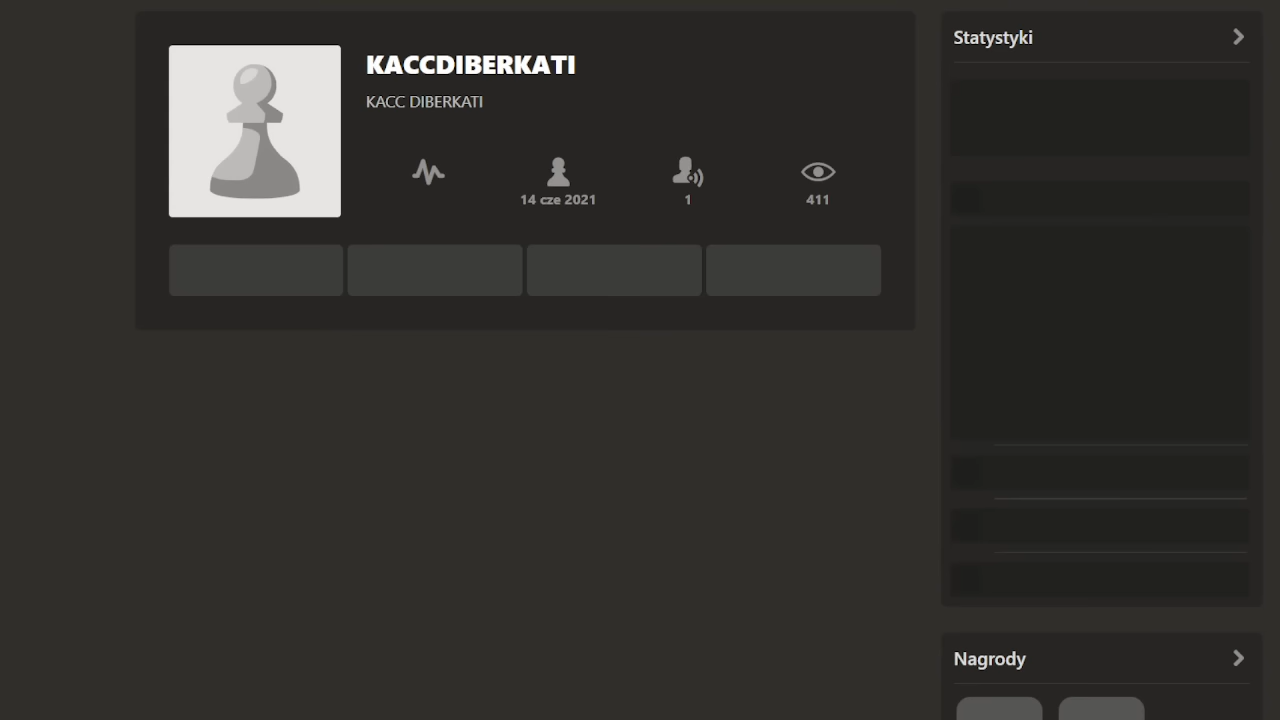 KACCDIBERKATI
KACC DIBERKATI
14 cze 2021
1
411
Statystyki
Nagrody